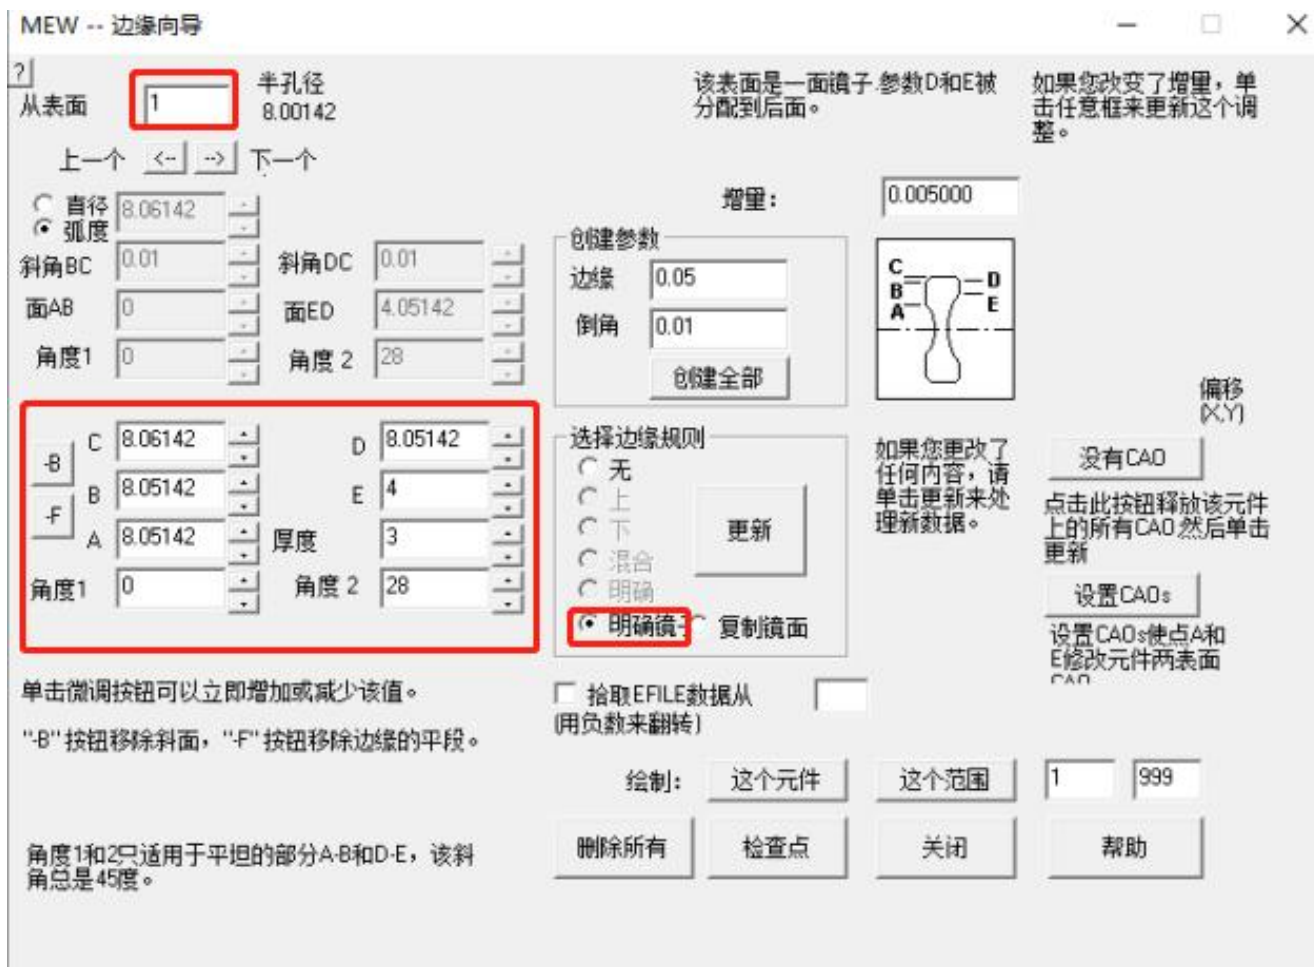 MEW -- 边缘向导
?
从表面
1
半孔径
8.00142
上一个 <-- --> 下一个
直径
弧度
8.06142
斜角BC 0.01 斜角DC 0.01
面AB 0 面ED 4.05142
角度1 0 角度 2 28
-B
-F
C 8.06142 D 8.05142
B 8.05142 E 4
A 8.05142 厚度 3
角度1 0 角度 2 28
单击微调按钮可以立即增加或减少该值。
"-B" 按钮移除斜面，"-F" 按钮移除边缘的平段。
角度1和2只适用于平坦的部分A-B和D-E，该斜
角总是45度。
该表面是一面镜子.参数D和E被
分配到后面。
如果您改变了增量，单
击任意框来更新这个调
整。
增量：
0.005000
创建参数
边缘 0.05
倒角 0.01
创建全部
C
B
A
D
E
选择边缘规则
无
上
下
混合
明确
明确镜
复制镜面
更新
如果您更改了
任何内容，请
单击更新来处
理新数据。
偏移
(X,Y)
没有CAO
点击此按钮释放该元件
上的所有CAO.然后单击
更新
设置CAOs
设置CAOs使点A和
E修改元件两表面
拾取EFILE数据从
(用负数来翻转)
绘制： 这个元件 这个范围 1 999
删除所有 检查点 关闭 帮助